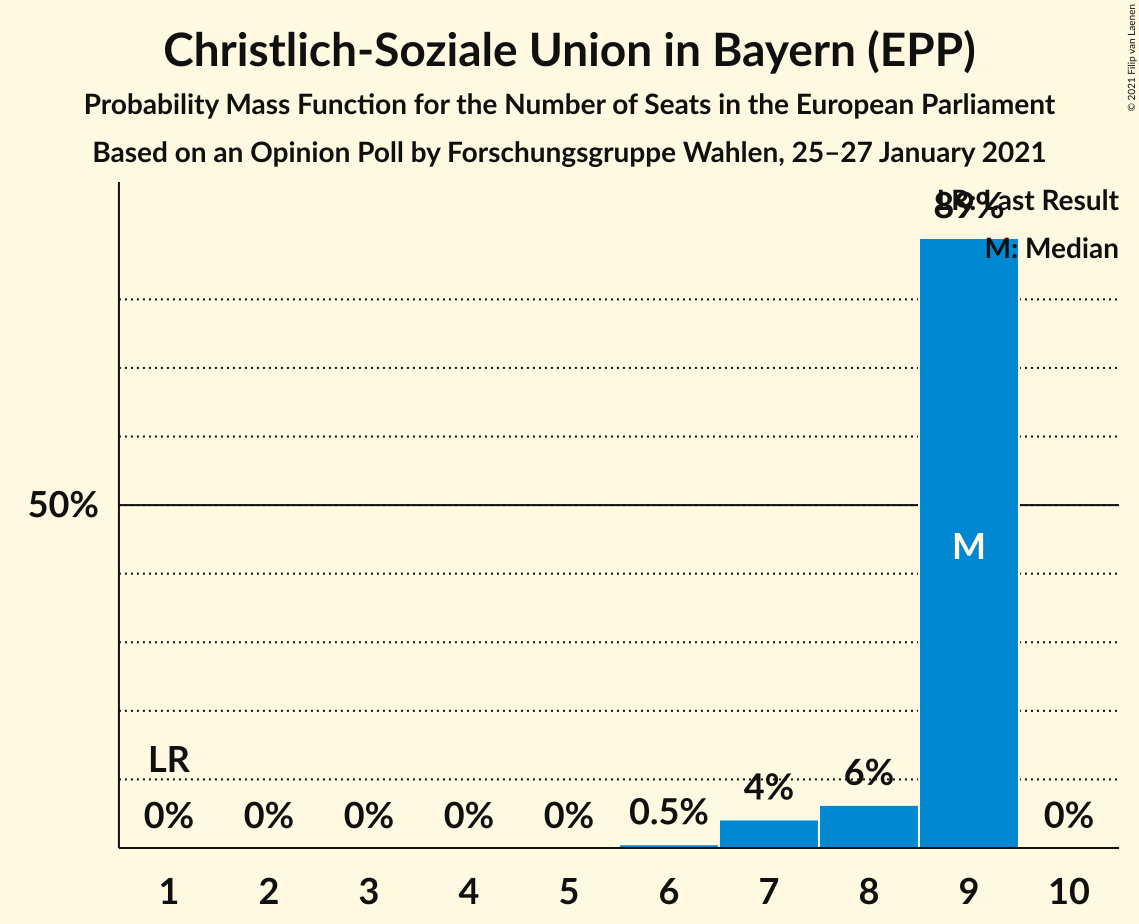 Christlich-Soziale Union in Bayern (EPP)
Probability Mass Function for the Number of Seats in the European Parliament
Based on an Opinion Poll by Forschungsgruppe Wahlen, 25–27 January 2021
© 2021 Filip van Laenen
LR: Last Result
M: Median
89%
50%
M
LR
0% 0% 0% 0% 0% 0.5% 4% 6% 0%
1 2 3 4 5 6 7 8 9 10